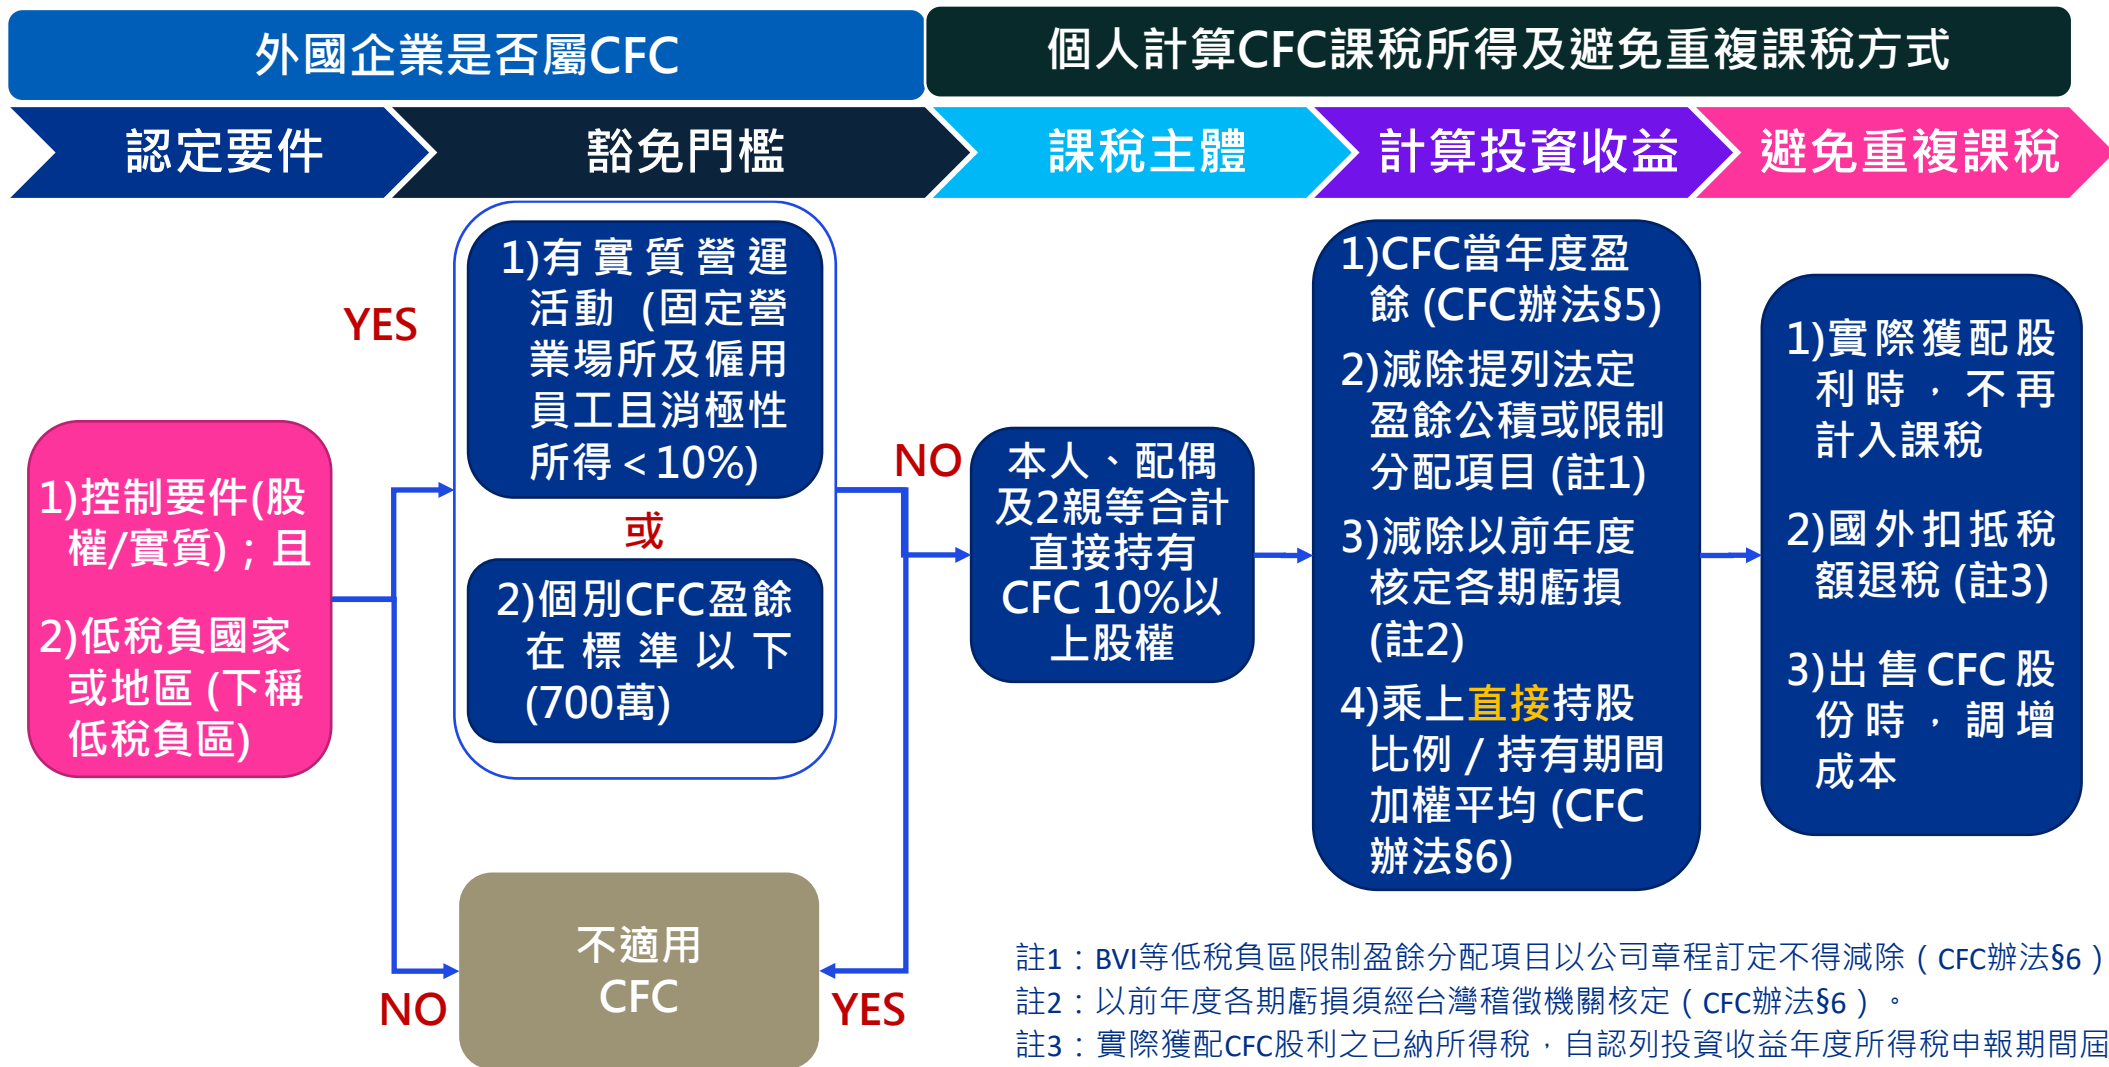 外國企業是否屬CFC
個人計算CFC課稅所得及避免重複課稅方式
認定要件
豁免門檻
課稅主體
計算投資收益
避免重複課稅
1)控制要件(股
權/實質)；且
2)低稅負國家
或地區 (下稱
低稅負區)
YES
1)有實質營運
活動 (固定營
業場所及僱用
員工且消極性
所得<10%)
或
2)個別CFC盈餘
在標準以下
(700萬)
NO
不適用
CFC
YES
NO
本人、配偶
及2親等合計
直接持有
CFC 10%以
上股權
1)CFC當年度盈
餘 (CFC辦法§5)
2)減除提列法定
盈餘公積或限制
分配項目 (註1)
3)減除以前年度
核定各期虧損
(註2)
4)乘上直接持股
比例 / 持有期間
加權平均 (CFC
辦法§6)
1)實際獲配股
利時，不再
計入課稅
2)國外扣抵稅
額退稅 (註3)
3)出售CFC股
份時，調增
成本
註1：BVI等低稅負區限制盈餘分配項目以公司章程訂定不得減除（CFC辦法§6）
註2：以前年度各期虧損須經台灣稽徵機關核定（CFC辦法§6）。
註3：實際獲配CFC股利之已納所得稅，自認列投資收益年度所得稅申報期間屆